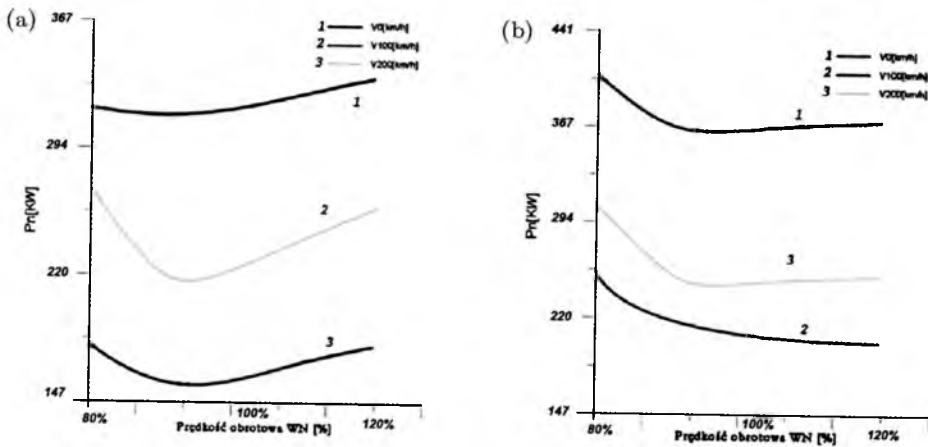 (a)
367
1 V0[km/h]
2 V100[km/h]
3 V200[km/h]
1
294
Pn[KW]
2
220
3
147
80%
100%
120%
Prędkość obrotowa WN [%]
(b)
441
1 V0[km/h]
2 V100[km/h]
3 V200[km/h]
367
1
Pn[KW]
294
3
220
2
147
80%
100%
120%
Prędkość obrotowa WN [%]